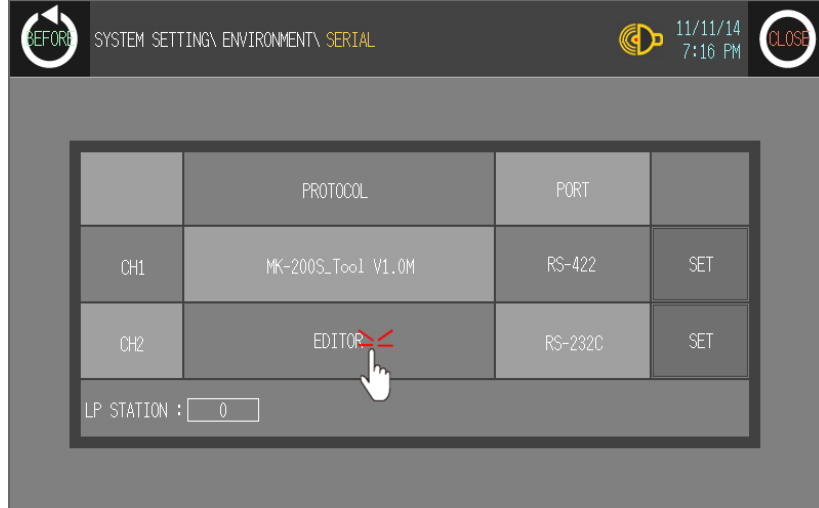 BEFORE SYSTEM SETTING\ ENVIRONMENT\ SERIAL 11/11/14 CLOSE
7:16 PM
PROTOCOL PORT
CH1 MK-200S_Tool V1.0M RS-422 SET
CH2 EDITOR RS-232C SET
LP STATION : 0